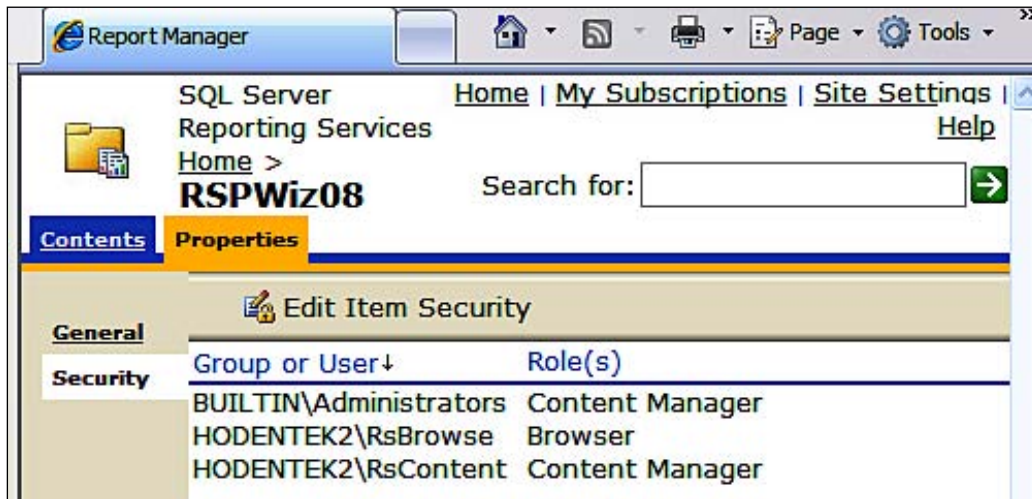 Report Manager
Page
Tools
SQL Server
Reporting Services
Home >
RSPWiz08
Home | My Subscriptions | Site Settings |
Help
Search for:
Contents
Properties
General
Security
Edit Item Security
Group or User↓ Role(s)
BUILTIN\Administrators Content Manager
HODENTEK2\RsBrowse Browser
HODENTEK2\RsContent Content Manager